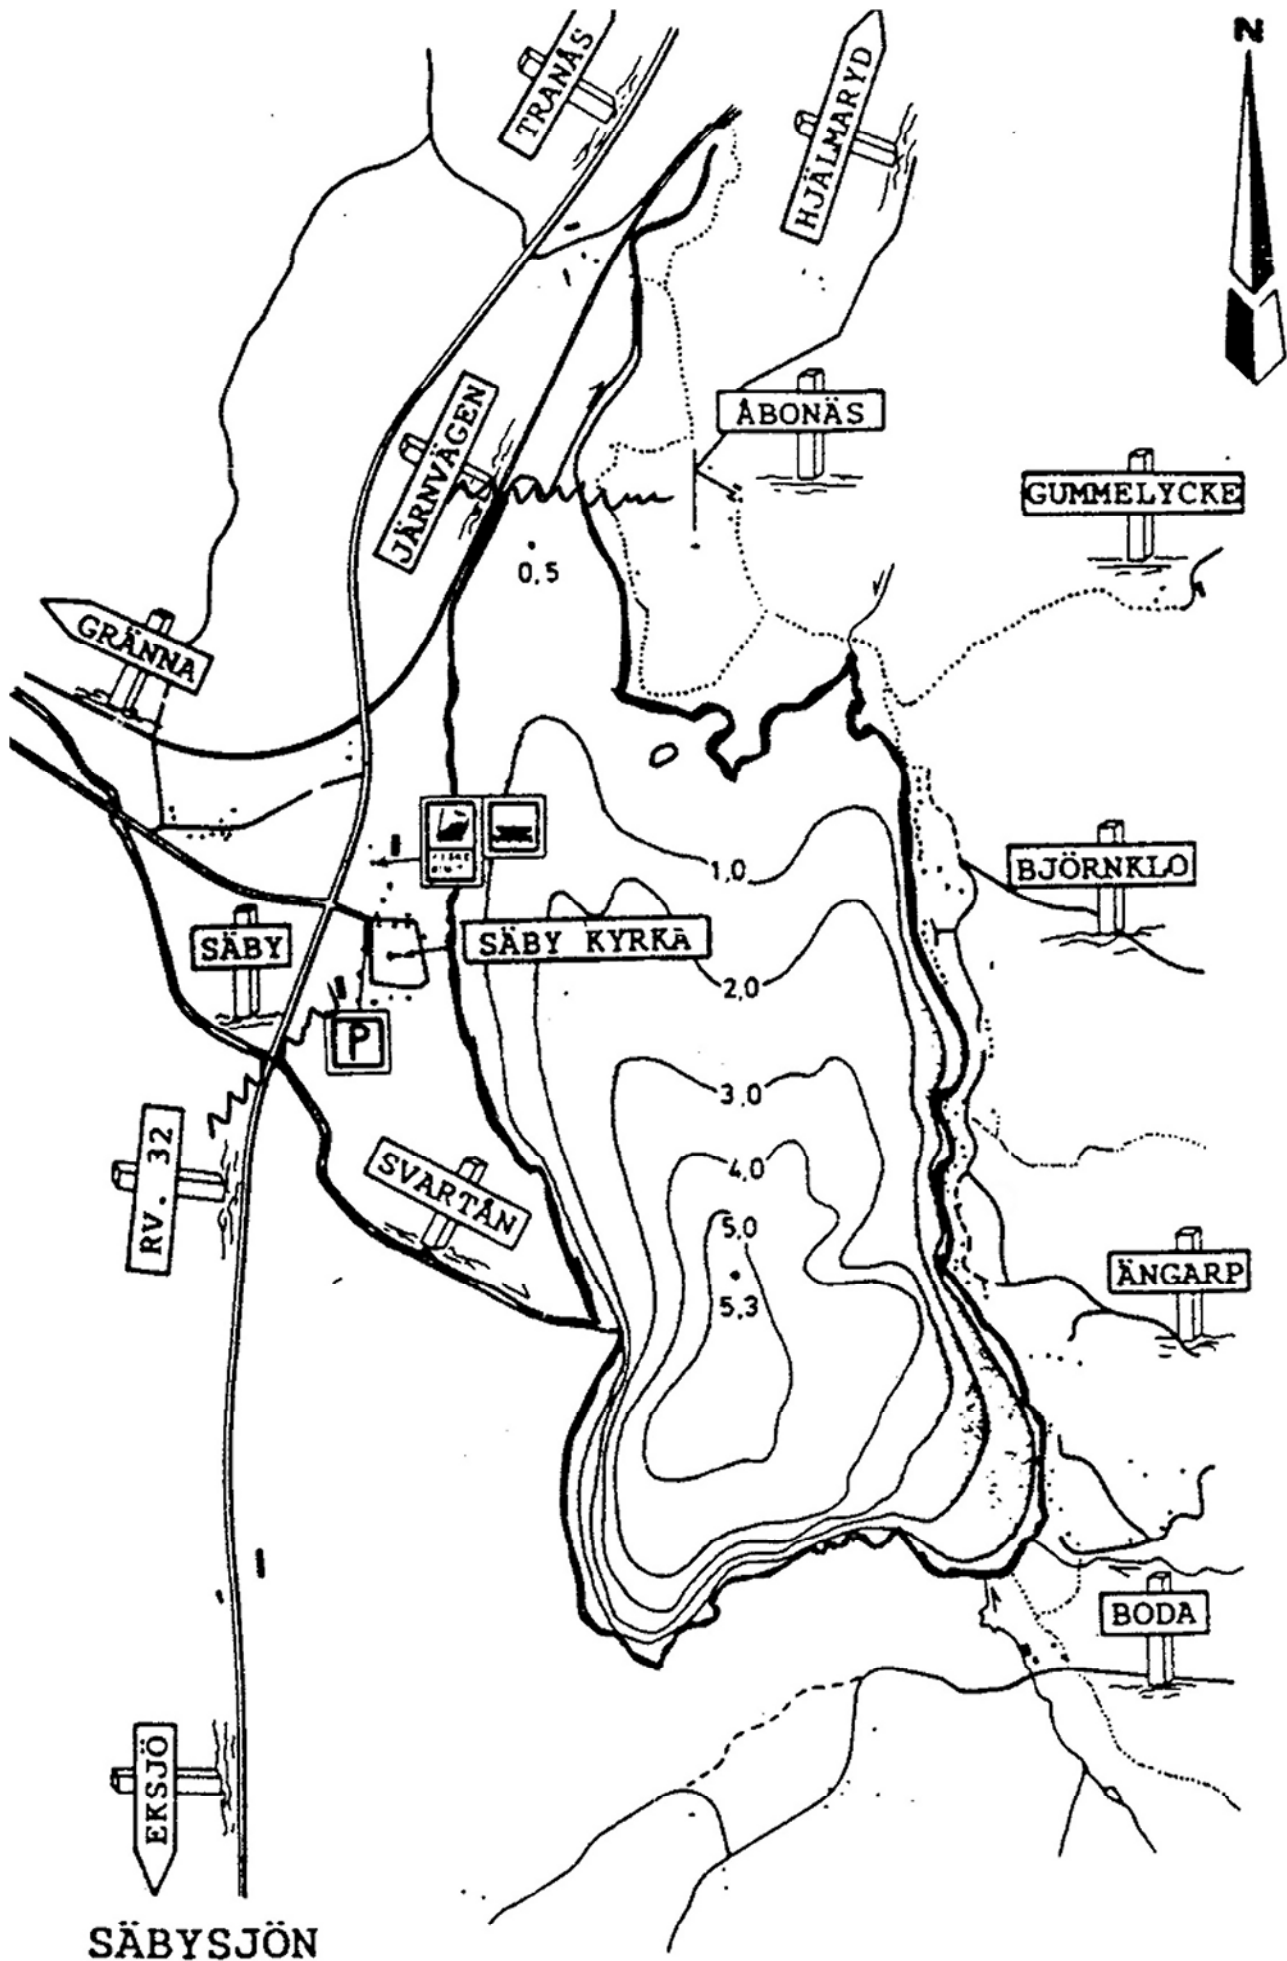 N
TRANÅS
HJÄLMARYD
JÄRNVÄGEN
ÅBONÄS
GUMMELYCKE
0,5
GRÄNNA
BJÖRNKLO
1,0
SÄBY
SÄBY KYRKA
2,0
P
3,0
RV. 32
SVARTÅN
4,0
5,0
5,3
ÄNGARP
BODA
EKSJÖ
SÄBYSJÖN